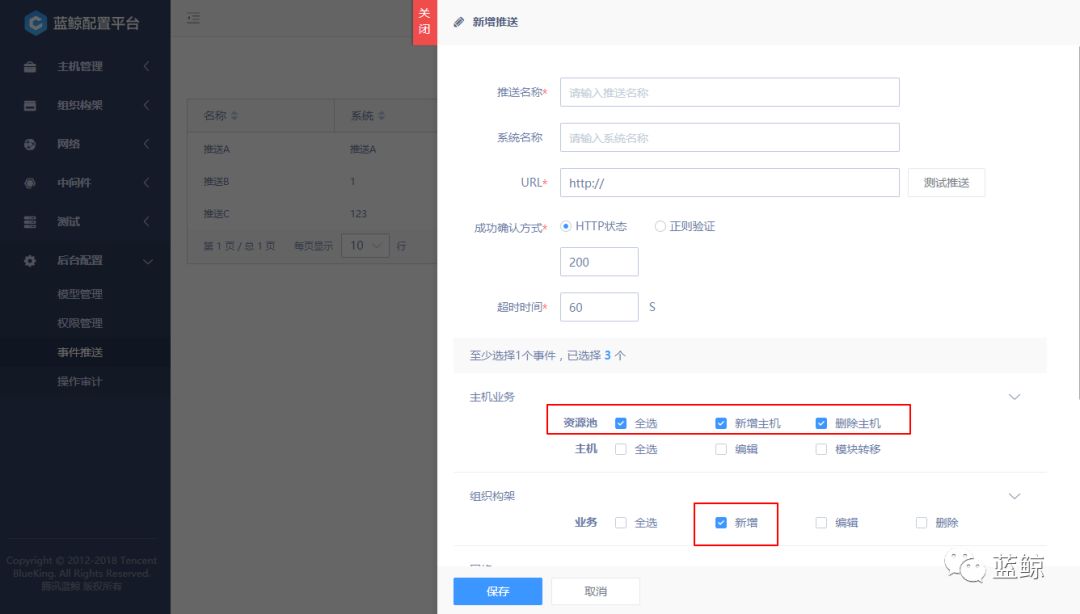 蓝鲸配置平台
主机管理
组织构架
网络
中间件
测试
后台配置
模型管理
权限管理
事件推送
操作审计
Copyright © 2012-2018 Tencent
BlueKing. All Rights Reserved.
腾讯蓝鲸 版权所有
名称 系统
推送A 推送A
推送B 1
推送C 123
第 1 页 / 总 1 页 每页显示 10 行
关闭
新增推送
推送名称* 请输入推送名称
系统名称 请输入系统名称
URL* http:// 测试推送
成功确认方式* HTTP状态 正则验证
200
超时时间* 60 S
至少选择1个事件，已选择 3 个
主机业务
资源池 全选 新增主机 删除主机
主机 全选 编辑 模块转移
组织构架
业务 全选 新增 编辑 删除
保存 取消
蓝鲸